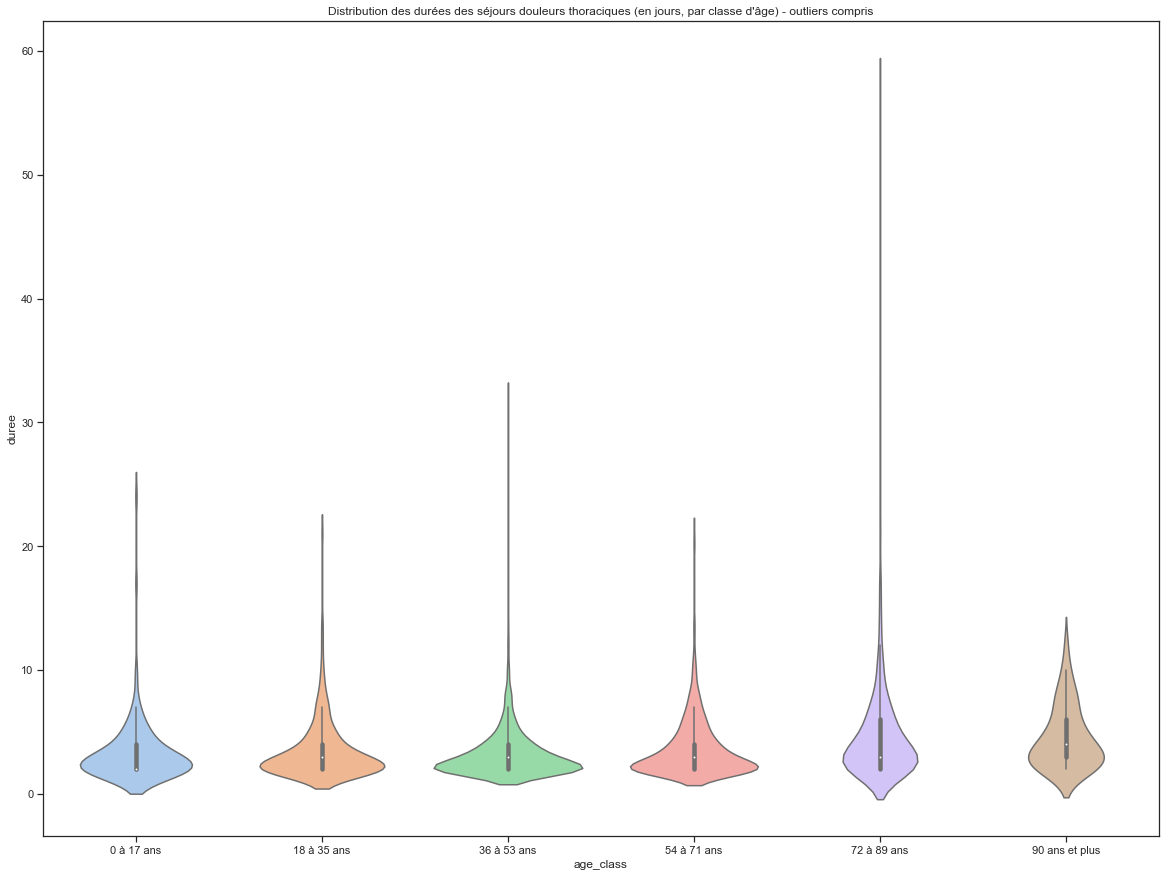 Distribution des durées des séjours douleurs thoraciques (en jours, par classe d'âge) - outliers compris
60
50
40
30
20
10
0
duree
0 à 17 ans
18 à 35 ans
36 à 53 ans
54 à 71 ans
72 à 89 ans
90 ans et plus
age_class